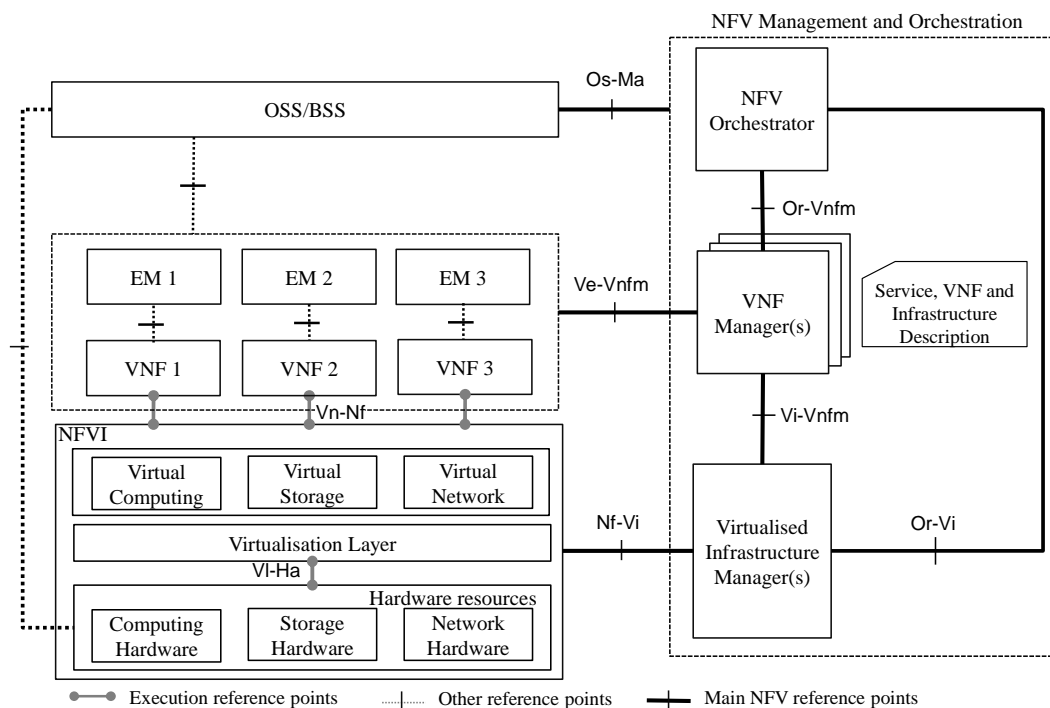 NFV Management and Orchestration
Os-Ma
OSS/BSS
NFV
Orchestrator
Or-Vnfm
EM 1
EM 2
EM 3
Ve-Vnfm
VNF
Manager(s)
Service, VNF and
Infrastructure
Description
VNF 1
VNF 2
VNF 3
Vn-Nf
Vi-Vnfm
NFVI
Virtual
Computing
Virtual
Storage
Virtual
Network
Nf-Vi
Virtualised
Infrastructure
Manager(s)
Or-Vi
Virtualisation Layer
Vl-Ha
Hardware resources
Computing
Hardware
Storage
Hardware
Network
Hardware
Execution reference points
Other reference points
Main NFV reference points